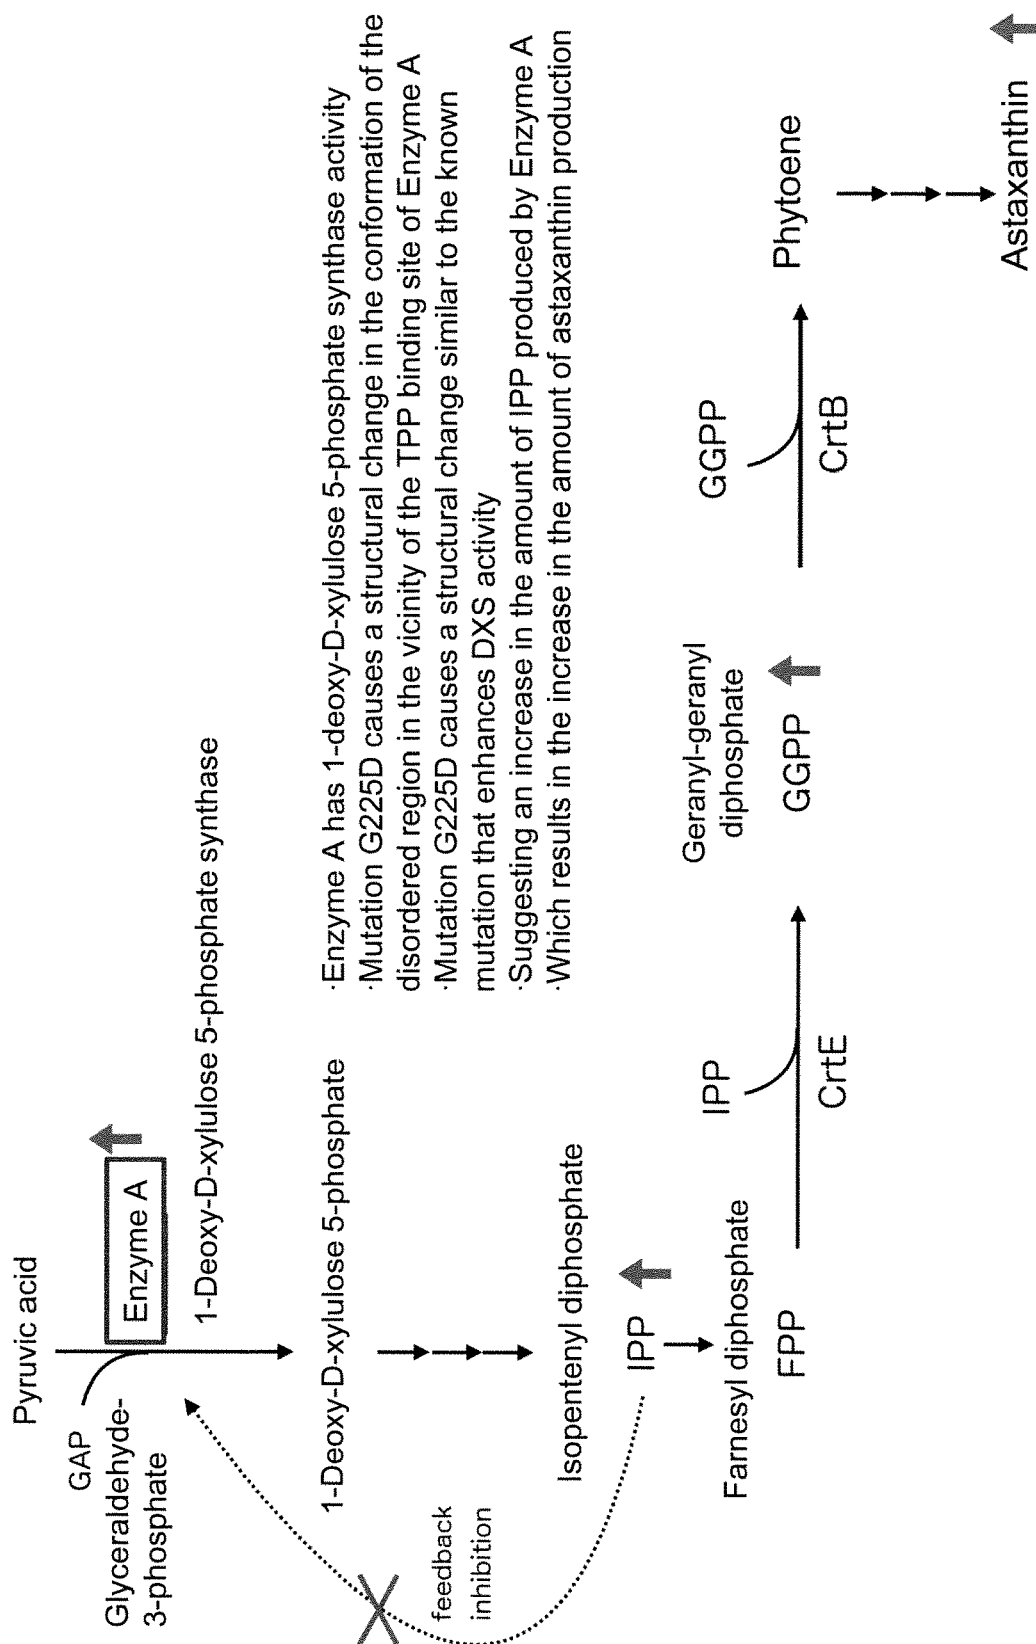 Pyruvic acid
GAP
Glyceraldehyde-
3-phosphate
Enzyme A
1-Deoxy-D-xylulose 5-phosphate synthase
1-Deoxy-D-xylulose 5-phosphate
feedback
inhibition
Isopentenyl diphosphate
IPP
Farnesyl diphosphate
FPP
IPP
CrtE
Geranyl-geranyl
diphosphate
GGPP
GGPP
CrtB
Phytoene
Astaxanthin
·Enzyme A has 1-deoxy-D-xylulose 5-phosphate synthase activity
·Mutation G225D causes a structural change in the conformation of the
disordered region in the vicinity of the TPP binding site of Enzyme A
·Mutation G225D causes a structural change similar to the known
mutation that enhances DXS activity
·Suggesting an increase in the amount of IPP produced by Enzyme A
·Which results in the increase in the amount of astaxanthin production